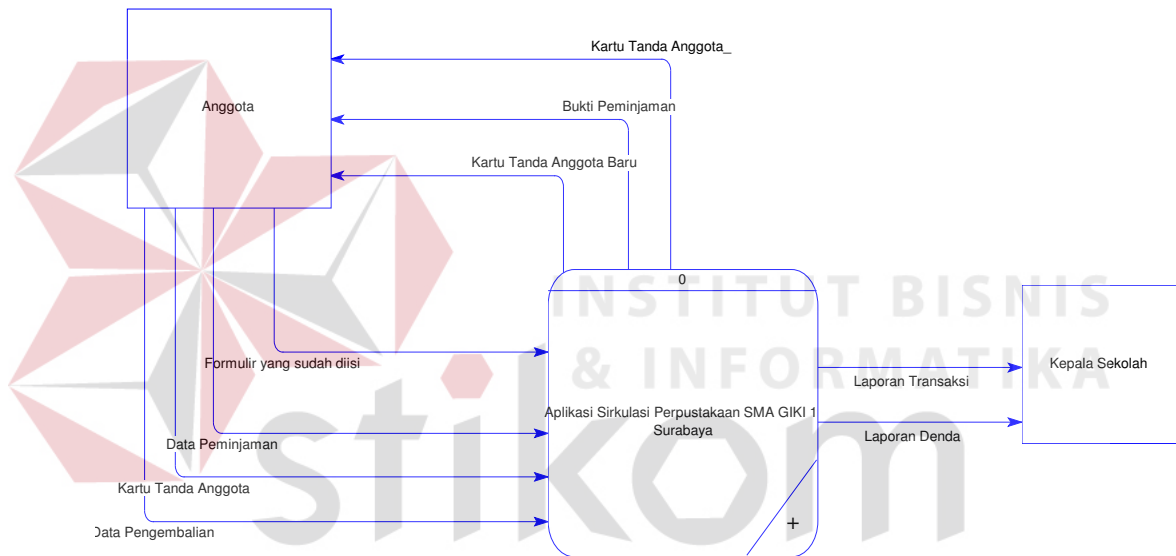 Kartu Tanda Anggota_
Anggota
Bukti Peminjaman
Kartu Tanda Anggota Baru
0
INSTITUT BISNIS
& INFORMATIKA
stikom
Formulir yang sudah diisi
Kepala Sekolah
Laporan Transaksi
Aplikasi Sirkulasi Perpustakaan SMA GIKI 1
Surabaya
Laporan Denda
Data Peminjaman
Kartu Tanda Anggota
Data Pengembalian
+